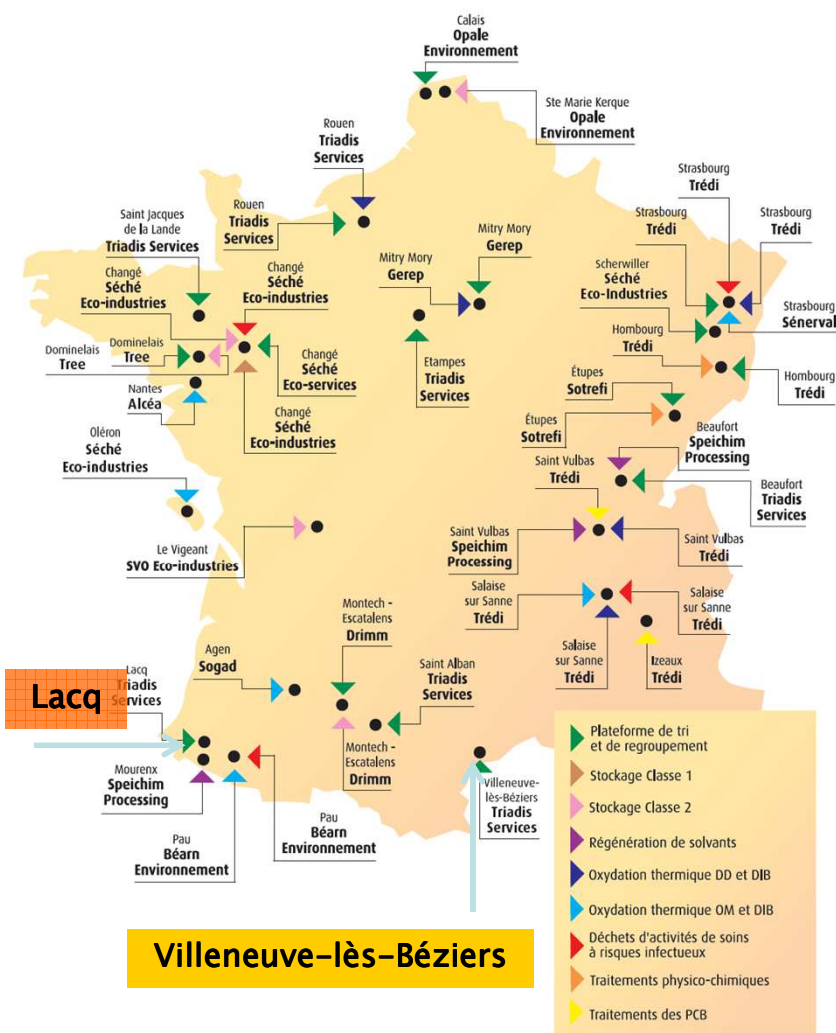 Calais
Opale
Environnement
Ste Marie Kerque
Opale
Environnement
Rouen
Triadis
Services
Rouen
Triadis
Services
Saint Jacques
de la Lande
Triadis Services
Changé
Séché
Eco-industries
Changé
Séché
Eco-industries
Dominelais
Tree
Dominelais
Tree
Changé
Séché
Eco-services
Changé
Séché
Eco-industries
Nantes
Alcéa
Oléron
Séché
Eco-industries
Mitry Mory
Gerep
Mitry Mory
Gerep
Etampes
Triadis
Services
Strasbourg
Trédi
Strasbourg
Trédi
Strasbourg
Trédi
Scherwiller
Séché
Eco-Industries
Strasbourg
Sénerval
Hombourg
Trédi
Hombourg
Trédi
Étupes
Sotrefi
Étupes
Sotrefi
Beaufort
Speichim
Processing
Beaufort
Triadis
Services
Saint Vulbas
Trédi
Saint Vulbas
Speichim
Processing
Saint Vulbas
Trédi
Le Vigeant
SVO Eco-industries
Salaise
sur Sanne
Trédi
Salaise
sur Sanne
Trédi
Salaise
sur Sanne
Trédi
Izeaux
Trédi
Montech -
Escatalens
Drimm
Agen
Sogad
Saint Alban
Triadis
Services
Montech -
Escatalens
Drimm
Lacq
Lacq
Triadis
Services
Mourenx
Speichim
Processing
Pau
Béarn
Environnement
Pau
Béarn
Environnement
Villeneuve-
lès-Béziers
Triadis
Services
Villeneuve-lès-Béziers
Plateforme de tri
et de regroupement
Stockage Classe 1
Stockage Classe 2
Régénération de solvants
Oxydation thermique DD et DIB
Oxydation thermique OM et DIB
Déchets d'activités de soins
à risques infectueux
Traitements physico-chimiques
Traitements des PCB